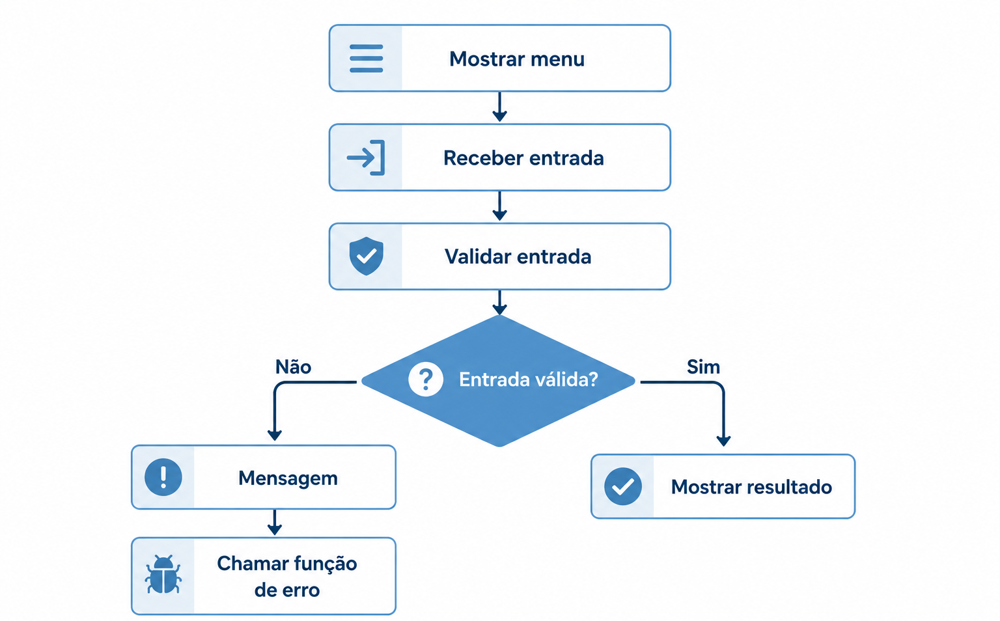 Mostrar menu
Receber entrada
Validar entrada
Entrada válida?
Não
Sim
Mensagem
Mostrar resultado
Chamar função
de erro